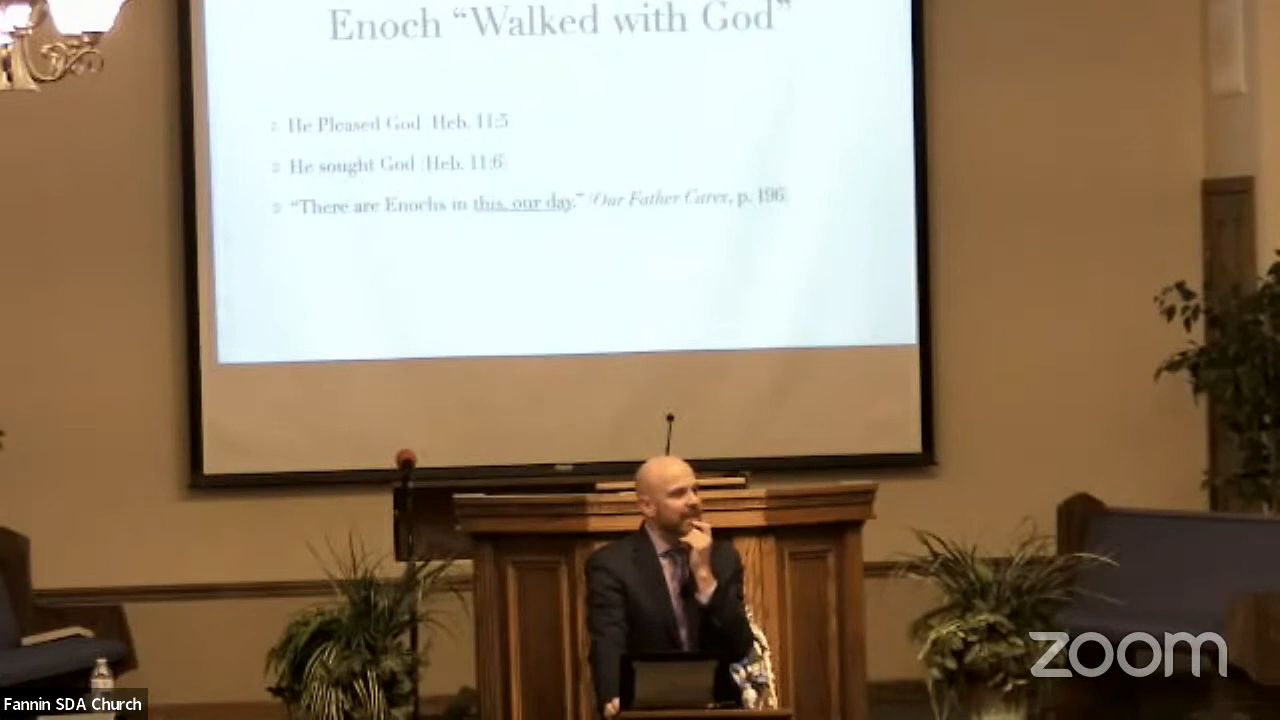 Enoch “Walked with God”
He Pleased God (Heb. 11:5
He sought God (Heb. 11:6)
“There are Enochs in this, our day.” (Our Father Cares, p. 196)
zoom
Fannin SDA Church